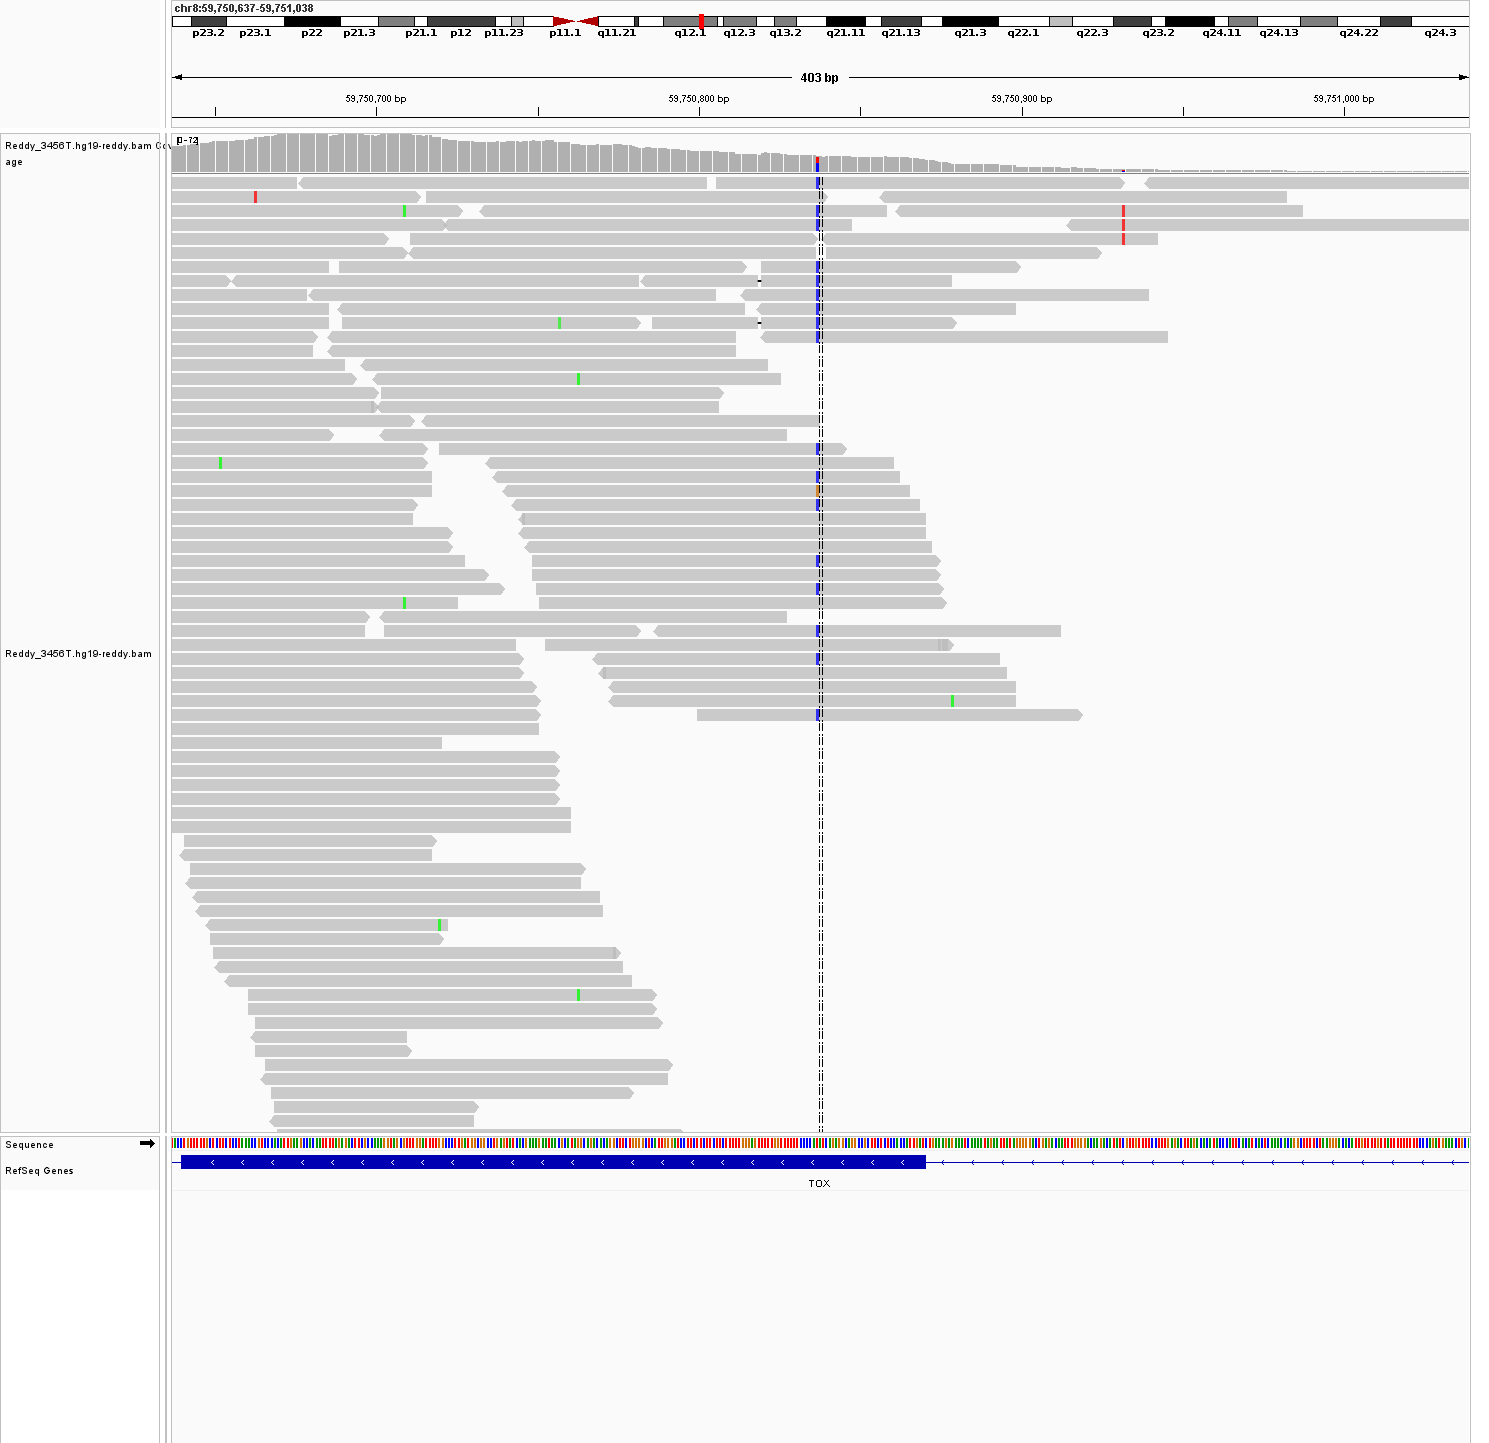 chr8:59,750,637-59,751,038
p23.2 p23.1 p22 p21.3 p21.1 p12 p11.23 p11.1 q11.21 q12.1 q12.3 q13.2 q21.11 q21.13 q21.3 q22.1 q22.3 q23.2 q24.11 q24.13 q24.22 q24.3
403 bp
59,750,700 bp 59,750,800 bp 59,750,900 bp 59,751,000 bp
Reddy_3456T.hg19-reddy.bam Cov
age
Reddy_3456T.hg19-reddy.bam
Sequence
RefSeq Genes
TOX